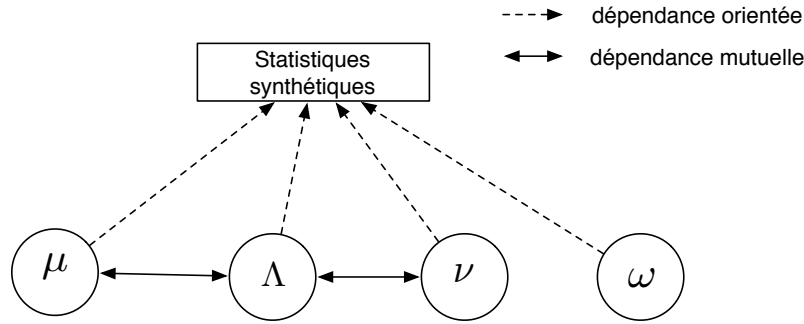 dépendance orientée
dépendance mutuelle
Statistiques
synthétiques
μ
Λ
ν
ω